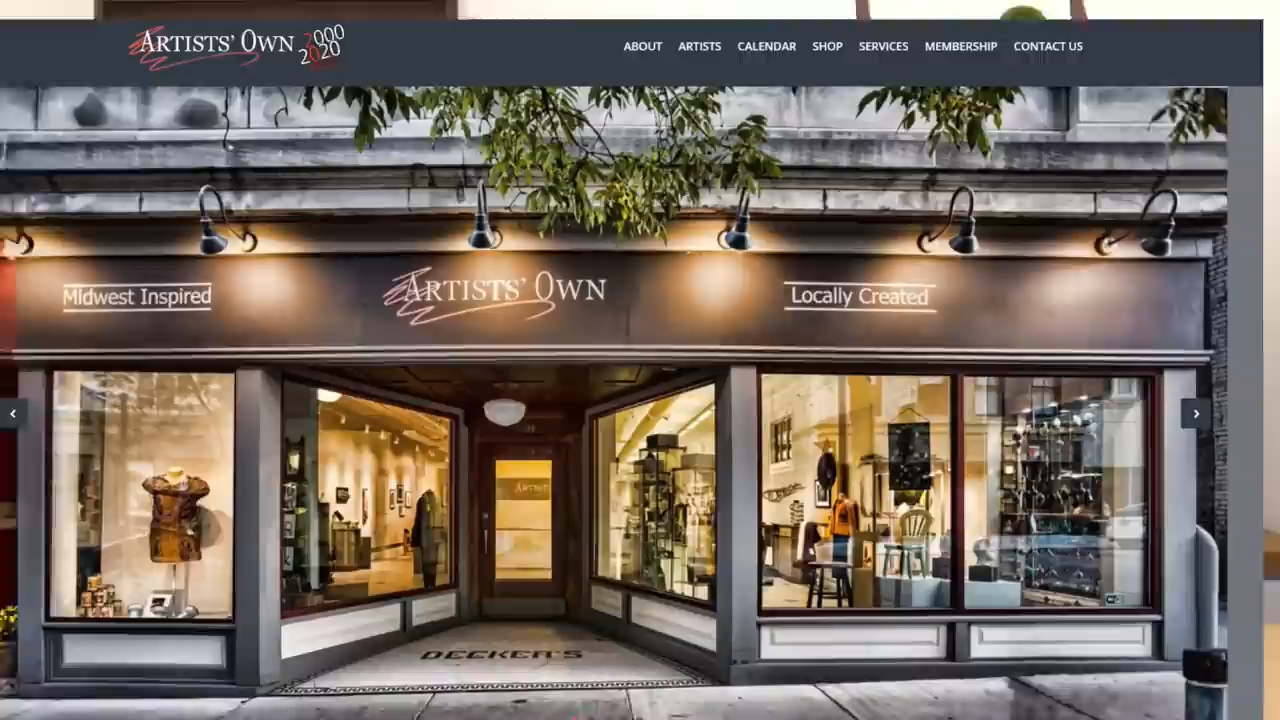 ARTISTS' OWN 2000 2020
ABOUT ARTISTS CALENDAR SHOP SERVICES MEMBERSHIP CONTACT US
Midwest Inspired
ARTISTS' OWN
Locally Created
ARTIST
DECKER'S